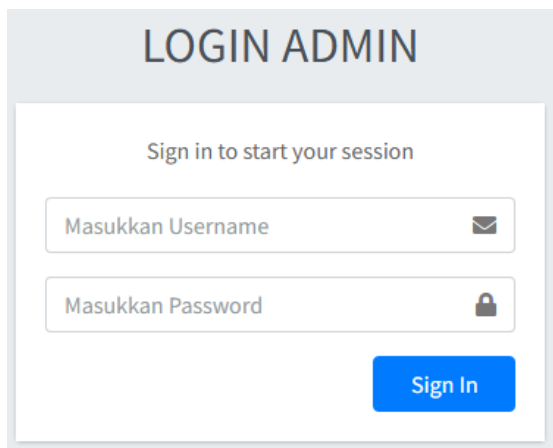 LOGIN ADMIN
Sign in to start your session
Masukkan Username
Masukkan Password
Sign In